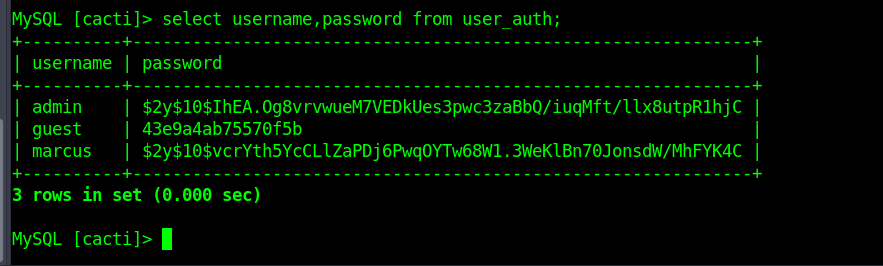 MySQL [cacti]> select username,password from user_auth;
+----------+--------------------------------------------------------------+
| username | password                                                     |
+----------+--------------------------------------------------------------+
| admin    | $2y$10$IhEA.Og8vrvwueM7VEDkUes3pwc3zaBbQ/iuqMft/llx8utpR1hjC |
| guest    | 43e9a4ab75570f5b                                             |
| marcus   | $2y$10$vcrYth5YcCLlZaPDj6PwqOYTw68W1.3WeKlBn70JonsdW/MhFYK4C |
+----------+--------------------------------------------------------------+
3 rows in set (0.000 sec)
MySQL [cacti]>